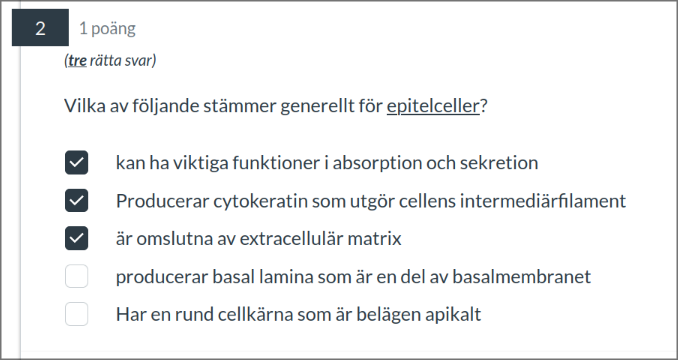 2
1 poäng
(tre rätta svar)
Vilka av följande stämmer generellt för epitelceller?
kan ha viktiga funktioner i absorption och sekretion
Producerar cytokeratin som utgör cellens intermediärfilament
är omslutna av extracellulär matrix
producerar basal lamina som är en del av basalmembranet
Har en rund cellkärna som är belägen apikalt